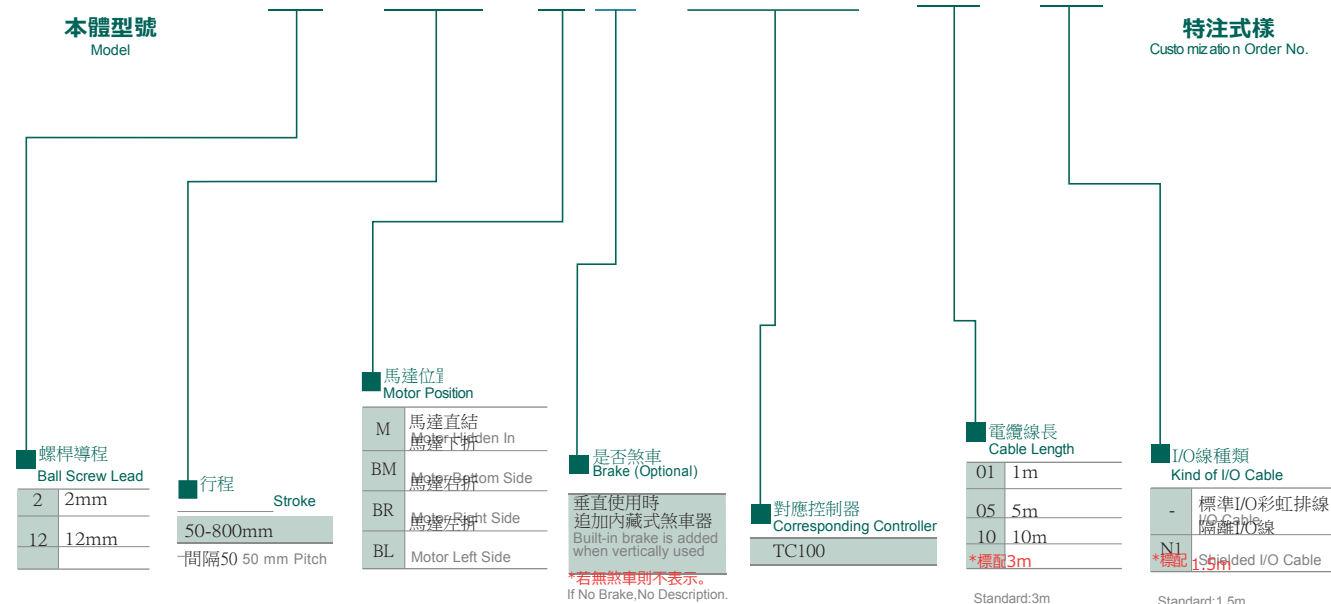 本體型號
Model
特注式樣
Customization Order No.
螺桿導程
Ball Screw Lead
2 2mm
12 12mm
行程
Stroke
50-800mm
間隔50 50 mm Pitch
馬達位置
Motor Position
M 馬達直結
Motor Hidden In
馬達下折
BM Motor Bottom Side
馬達右折
BR Motor Right Side
馬達左折
BL Motor Left Side
是否煞車
Brake (Optional)
垂直使用時
追加內藏式煞車器
Built-in brake is added
when vertically used
*若無煞車則不表示。
If No Brake,No Description.
對應控制器
Corresponding Controller
TC100
電纜線長
Cable Length
01 1m
05 5m
10 10m
*標配3m
Standard:3m
I/O線種類
Kind of I/O Cable
- 標準I/O彩虹排線
I/O Cable
隔離I/O線
N1 Shielded I/O Cable
*標配 1.5m
Standard:1.5m